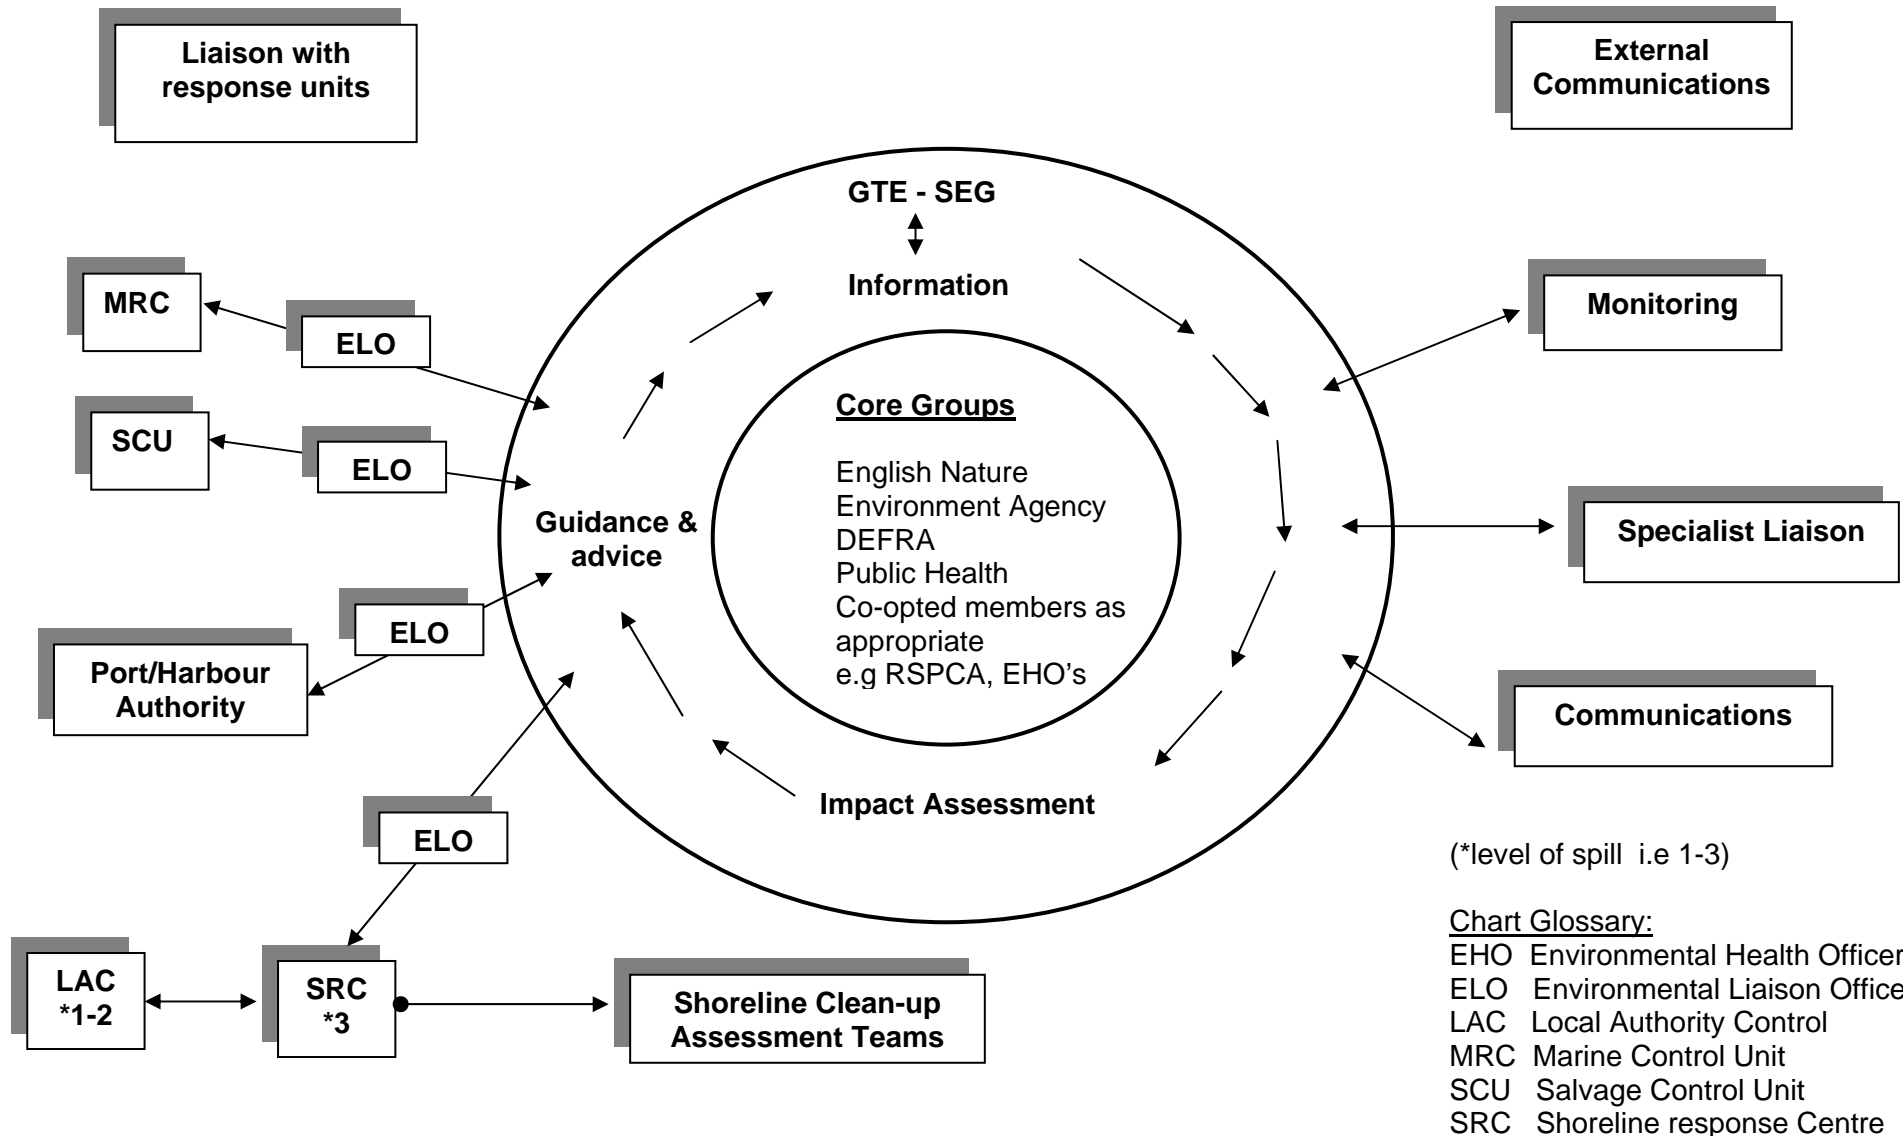 Liaison with
response units
External
Communications
GTE - SEG
Information
MRC
ELO
SCU
ELO
Guidance &
advice
ELO
Port/Harbour
Authority
ELO
LAC
*1-2
SRC
*3
Shoreline Clean-up
Assessment Teams
Core Groups
English Nature
Environment Agency
DEFRA
Public Health
Co-opted members as
appropriate
e.g RSPCA, EHO's
Impact Assessment
Monitoring
Specialist Liaison
Communications
(*level of spill i.e 1-3)
Chart Glossary:
EHO Environmental Health Officer
ELO Environmental Liaison Office
LAC Local Authority Control
MRC Marine Control Unit
SCU Salvage Control Unit
SRC Shoreline response Centre